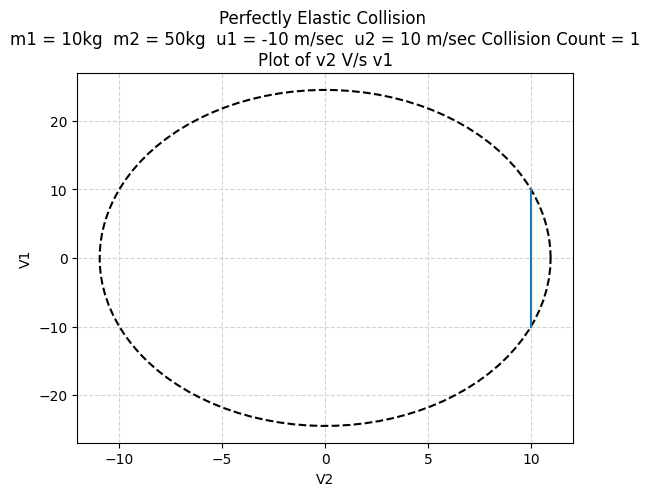 Perfectly Elastic Collision
m1 = 10kg  m2 = 50kg  u1 = -10 m/sec  u2 = 10 m/sec Collision Count = 1
Plot of v2 V/s v1
20
10
0
−10
−20
V1
−10
−5
0
5
10
V2